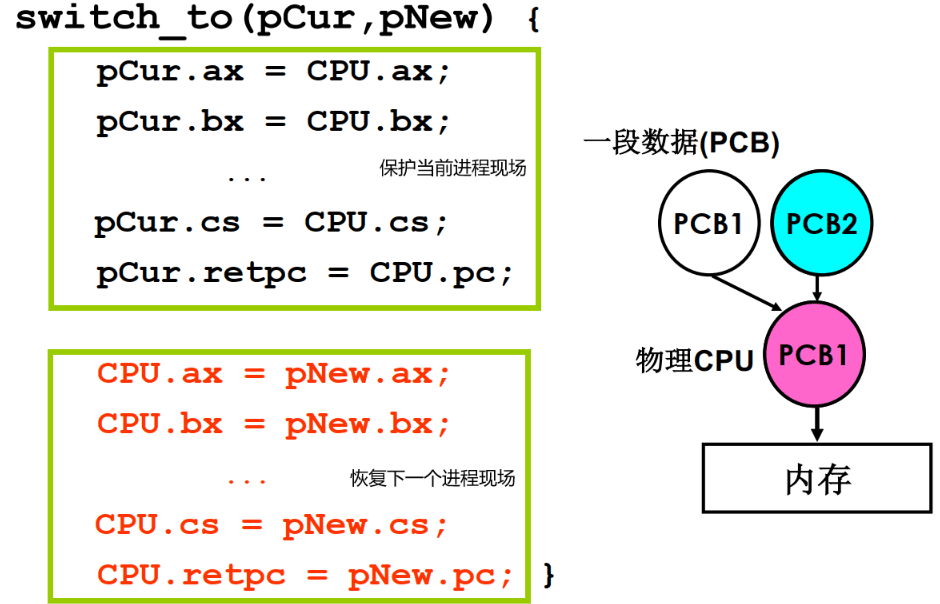 switch_to(pCur,pNew) {
pCur.ax = CPU.ax;
pCur.bx = CPU.bx;
... 保护当前进程现场
pCur.cs = CPU.cs;
pCur.retpc = CPU.pc;
CPU.ax = pNew.ax;
CPU.bx = pNew.bx;
... 恢复下一个进程现场
CPU.cs = pNew.cs;
CPU.retpc = pNew.pc; }
一段数据(PCB)
PCB1 PCB2
物理CPU PCB1
内存